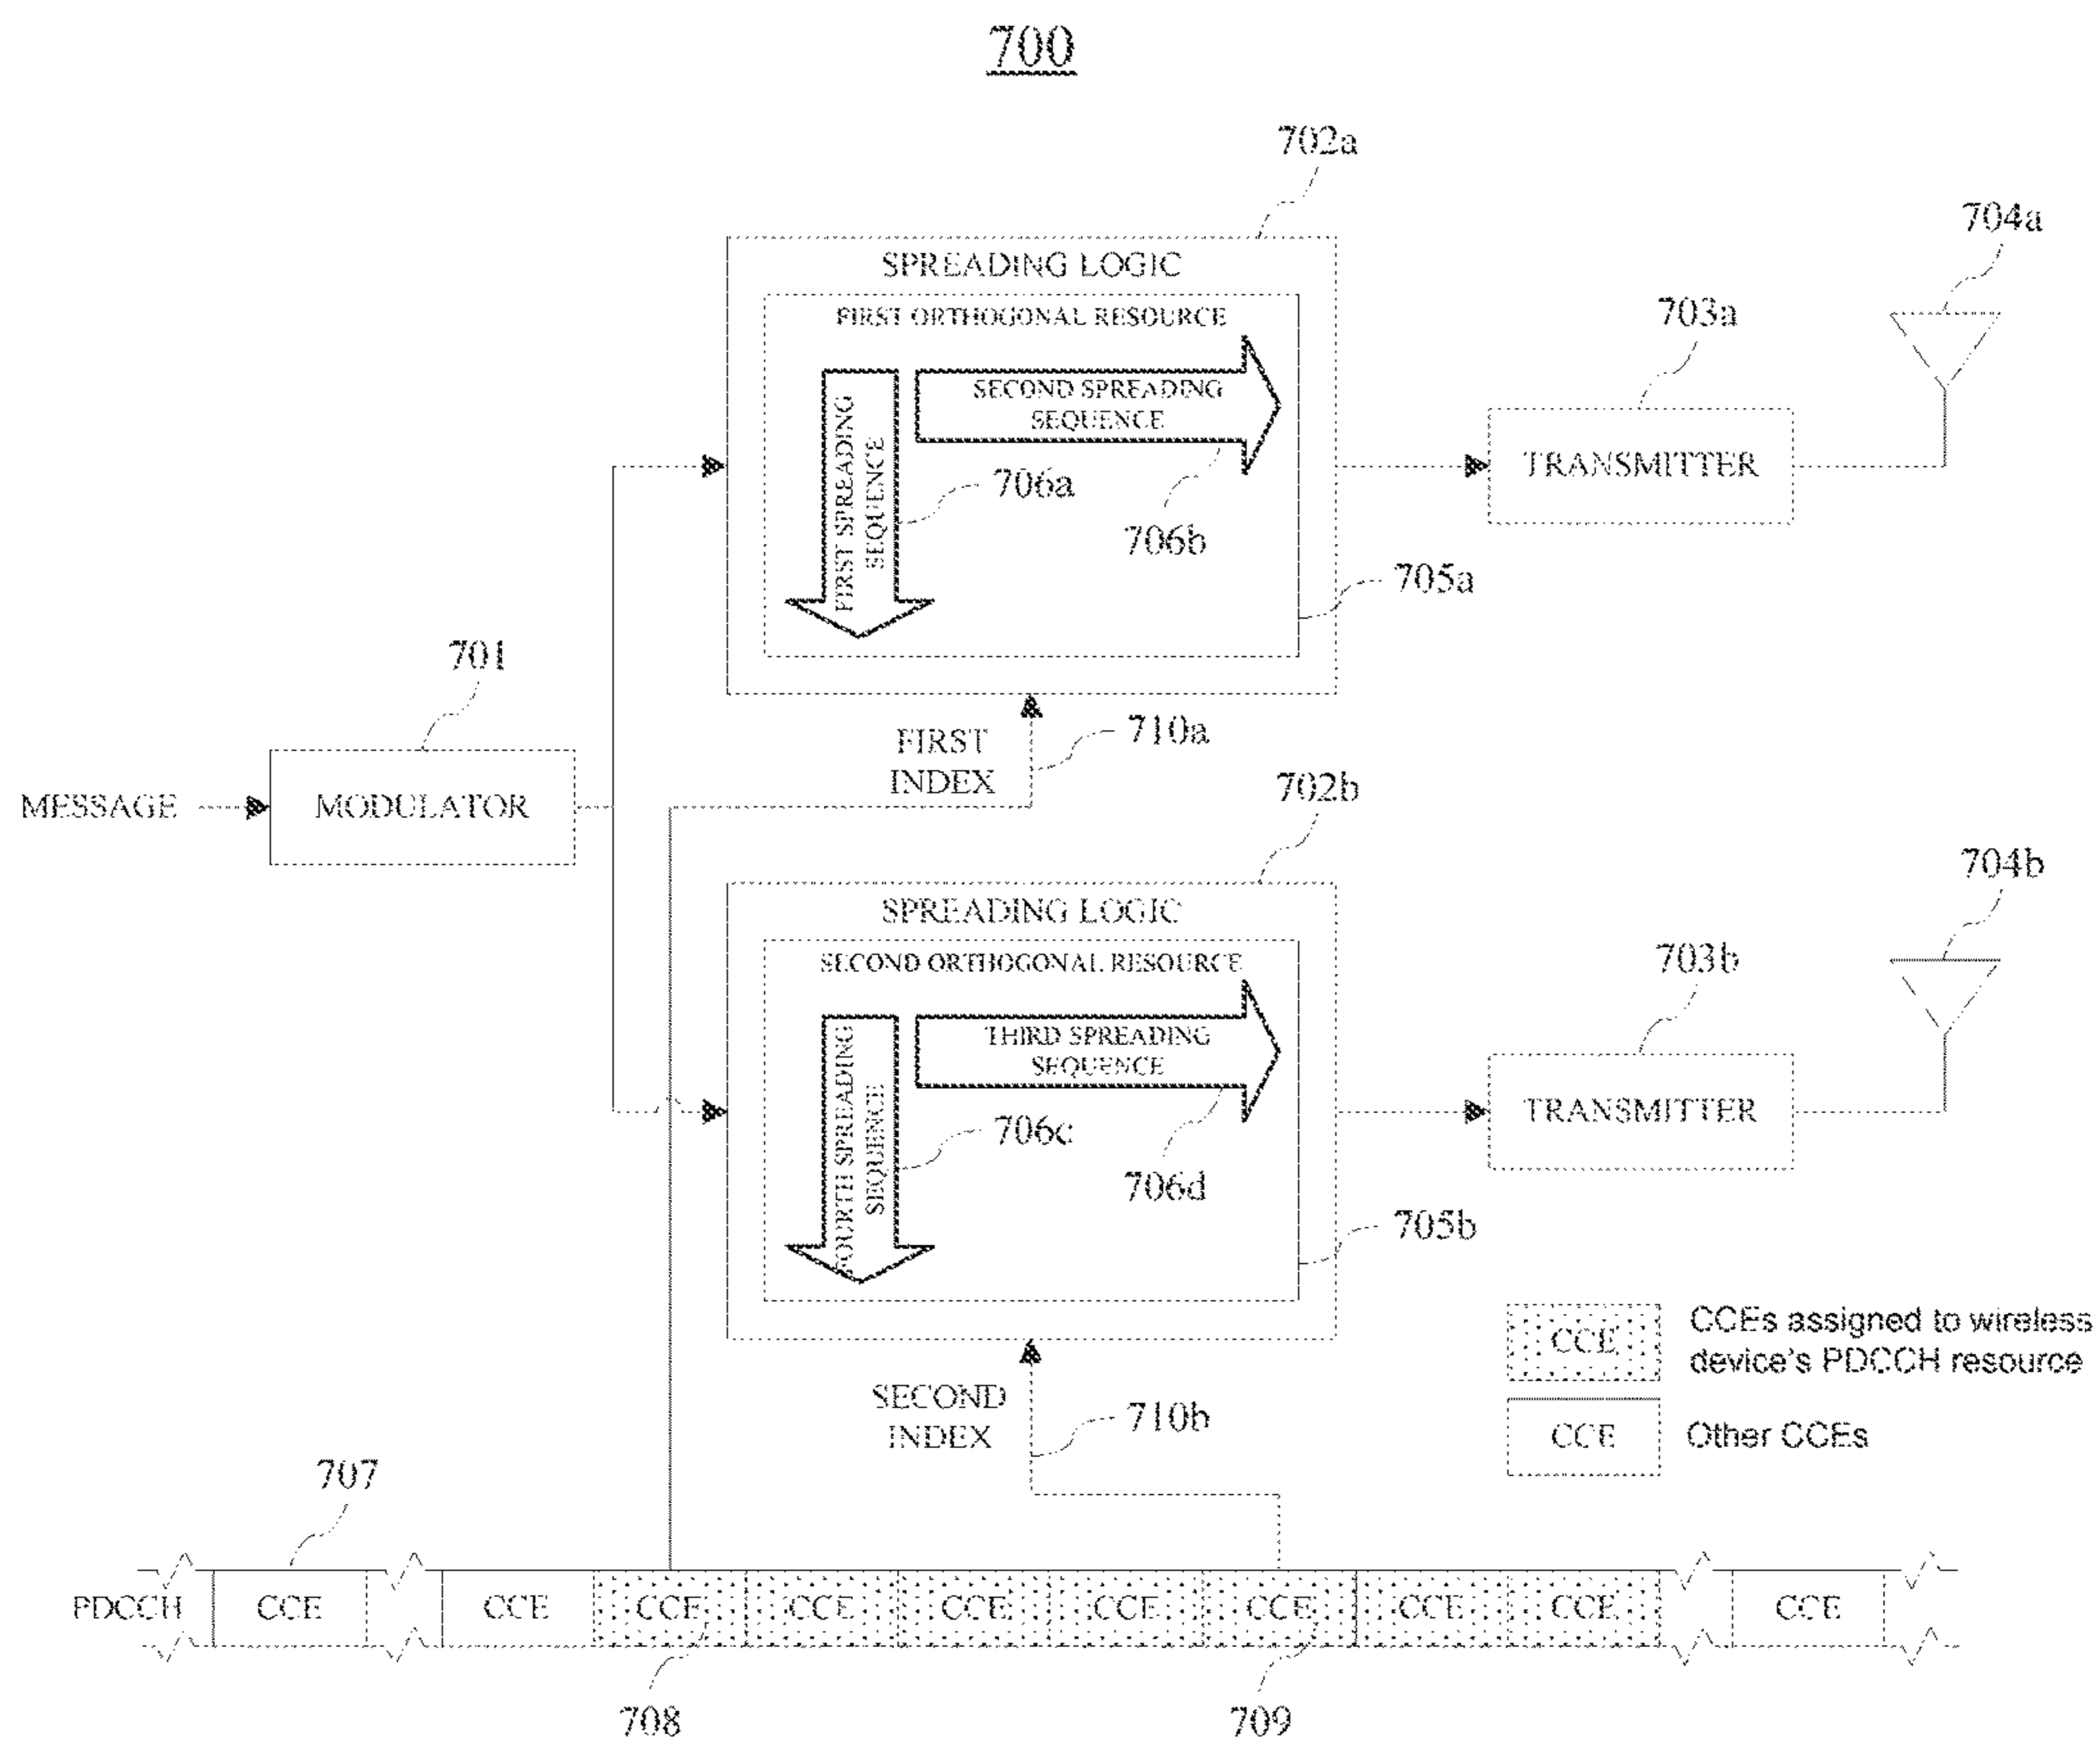 700
702a
704a
SPREADING LOGIC
703a
FIRST ORTHOGONAL RESOURCE
SECOND SPREADING
SEQUENCE
FIRST SPREADING
SEQUENCE
706a
TRANSMITTER
706b
705a
701
710a
FIRST
INDEX
702b
MESSAGE
MODULATOR
704b
SPREADING LOGIC
703b
SECOND ORTHOGONAL RESOURCE
THIRD SPREADING
SEQUENCE
FOURTH SPREADING
SEQUENCE
706c
TRANSMITTER
706d
705b
CCE
CCEs assigned to wireless
device's PDCCH resource
SECOND
INDEX
710b
CCE
Other CCEs
707
PDCCH CCE CCE CCE CCE CCE CCE CCE CCE CCE CCE
708
709